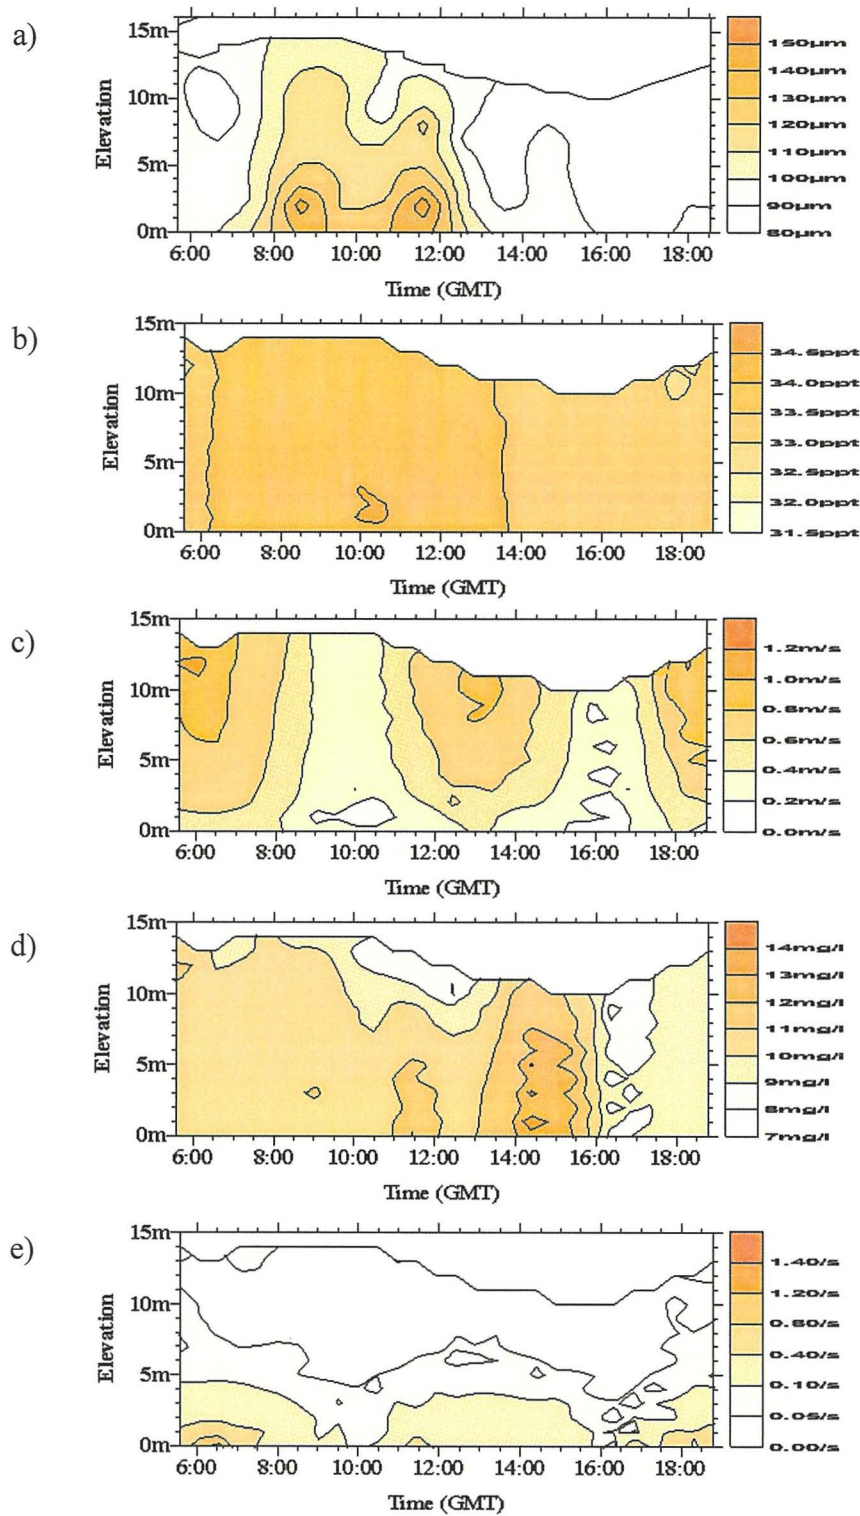 a)
15m
10m
5m
0m
Elevation
6:00 8:00 10:00 12:00 14:00 16:00 18:00
Time (GMT)
150µm
140µm
130µm
120µm
110µm
100µm
90µm
80µm
b)
15m
10m
5m
0m
Elevation
6:00 8:00 10:00 12:00 14:00 16:00 18:00
Time (GMT)
34.5ppt
34.0ppt
33.5ppt
33.0ppt
32.5ppt
32.0ppt
31.5ppt
c)
15m
10m
5m
0m
Elevation
6:00 8:00 10:00 12:00 14:00 16:00 18:00
Time (GMT)
1.2m/s
1.0m/s
0.8m/s
0.6m/s
0.4m/s
0.2m/s
0.0m/s
d)
15m
10m
5m
0m
Elevation
6:00 8:00 10:00 12:00 14:00 16:00 18:00
Time (GMT)
14mg/l
13mg/l
12mg/l
11mg/l
10mg/l
9mg/l
8mg/l
7mg/l
e)
15m
10m
5m
0m
Elevation
6:00 8:00 10:00 12:00 14:00 16:00 18:00
Time (GMT)
1.40/s
1.20/s
0.80/s
0.40/s
0.10/s
0.05/s
0.00/s